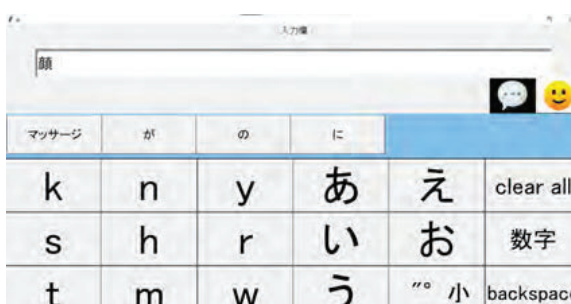 入力欄
顔
マッサージ が の に
k n y あ え clear all
s h r い お 数字
t m w う ゛゜小 backspace